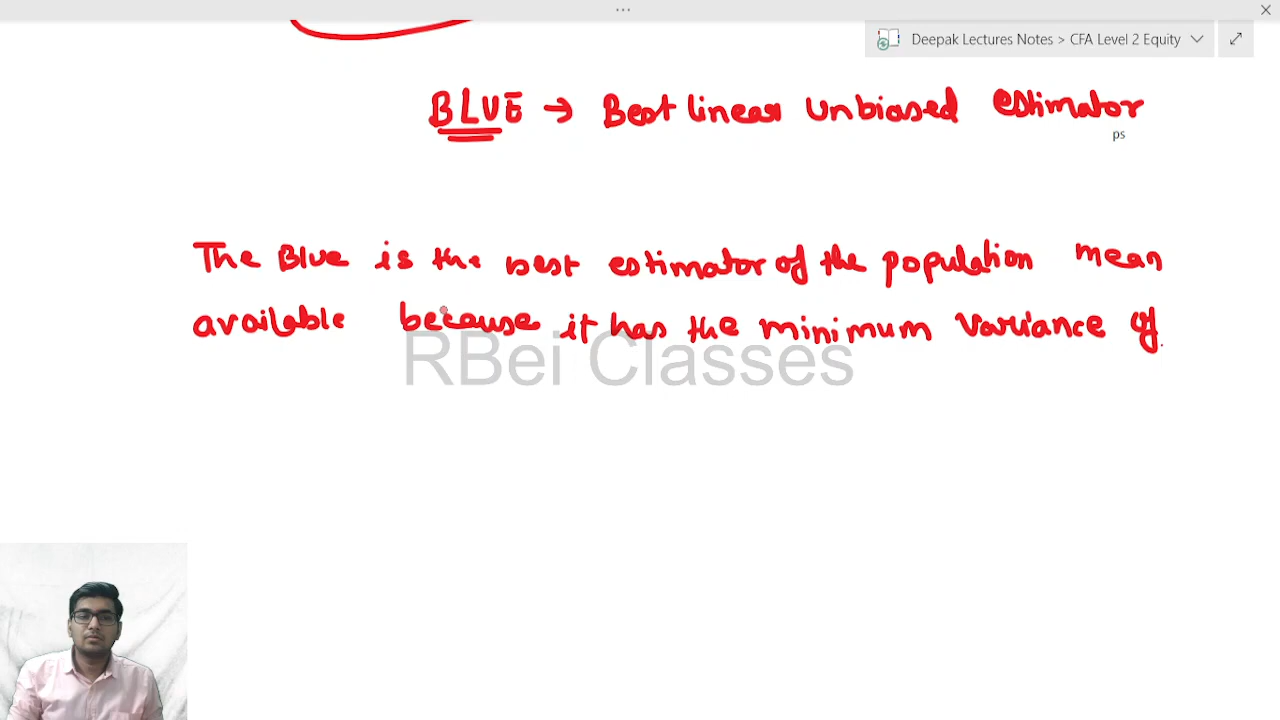 Deepak Lectures Notes > CFA Level 2 Equity
BLUE → Best linear Unbiased estimator
ps
The Blue is the best estimator of the population mean
available because it has the minimum variance of
RBei Classes